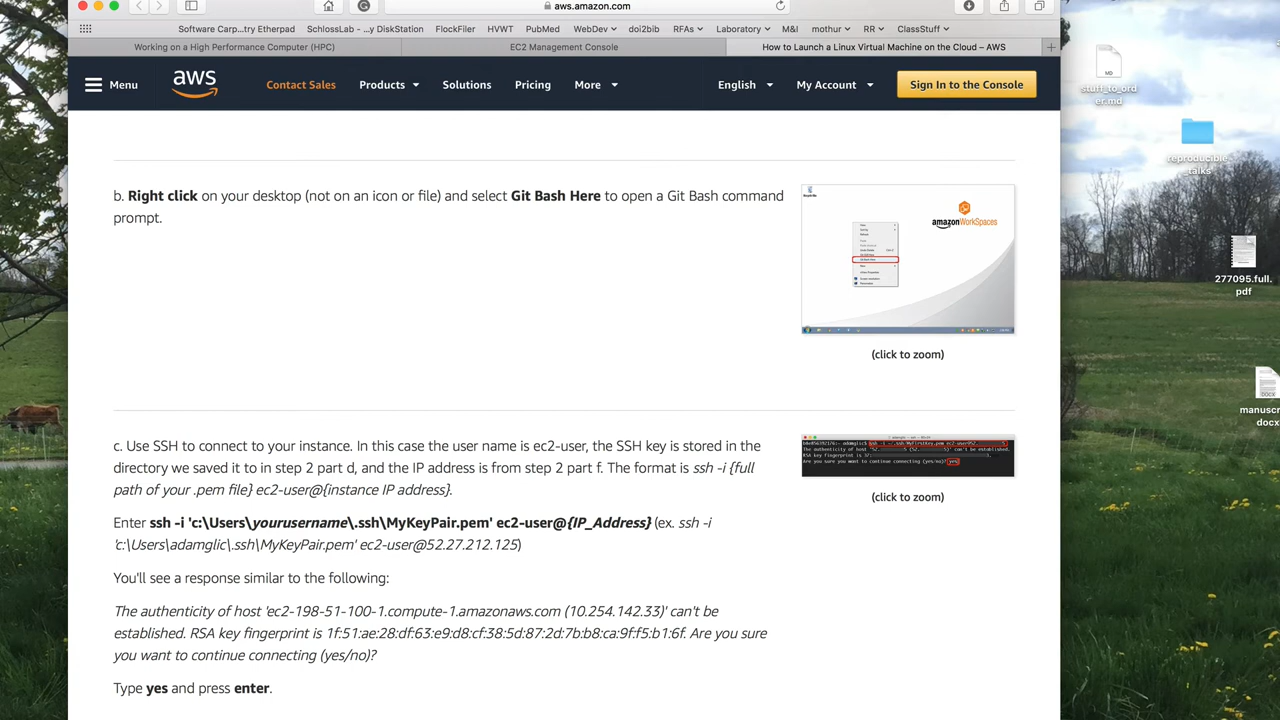 aws.amazon.com
Software Carp...try Etherpad SchlossLab - ...y DiskStation FlockFiler HVWT PubMed WebDev doi2bib RFAs Laboratory M&I mothur RR ClassStuff
Working on a High Performance Computer (HPC) EC2 Management Console How to Launch a Linux Virtual Machine on the Cloud – AWS
Menu aws Contact Sales Products Solutions Pricing More English My Account Sign In to the Console
b. Right click on your desktop (not on an icon or file) and select Git Bash Here to open a Git Bash command
prompt.
amazonWorkSpaces
(click to zoom)
c. Use SSH to connect to your instance. In this case the user name is ec2-user, the SSH key is stored in the
directory we saved it to in step 2 part d, and the IP address is from step 2 part f. The format is ssh -i {full
path of your .pem file} ec2-user@{instance IP address}.
(click to zoom)
Enter ssh -i 'c:\Users\yourusername\.ssh\MyKeyPair.pem' ec2-user@{IP_Address} (ex. ssh -i
'c:\Users\adamglic\.ssh\MyKeyPair.pem' ec2-user@52.27.212.125)
You'll see a response similar to the following:
The authenticity of host 'ec2-198-51-100-1.compute-1.amazonaws.com (10.254.142.33)' can't be
established. RSA key fingerprint is 1f:51:ae:28:df:63:e9:d8:cf:38:5d:87:2d:7b:b8:ca:9f:f5:b1:6f. Are you sure
you want to continue connecting (yes/no)?
Type yes and press enter.
MD
stuff_to_ord
er.md
reproducible_
talks
277095.full.
pdf
DOCX
manuscr
docx